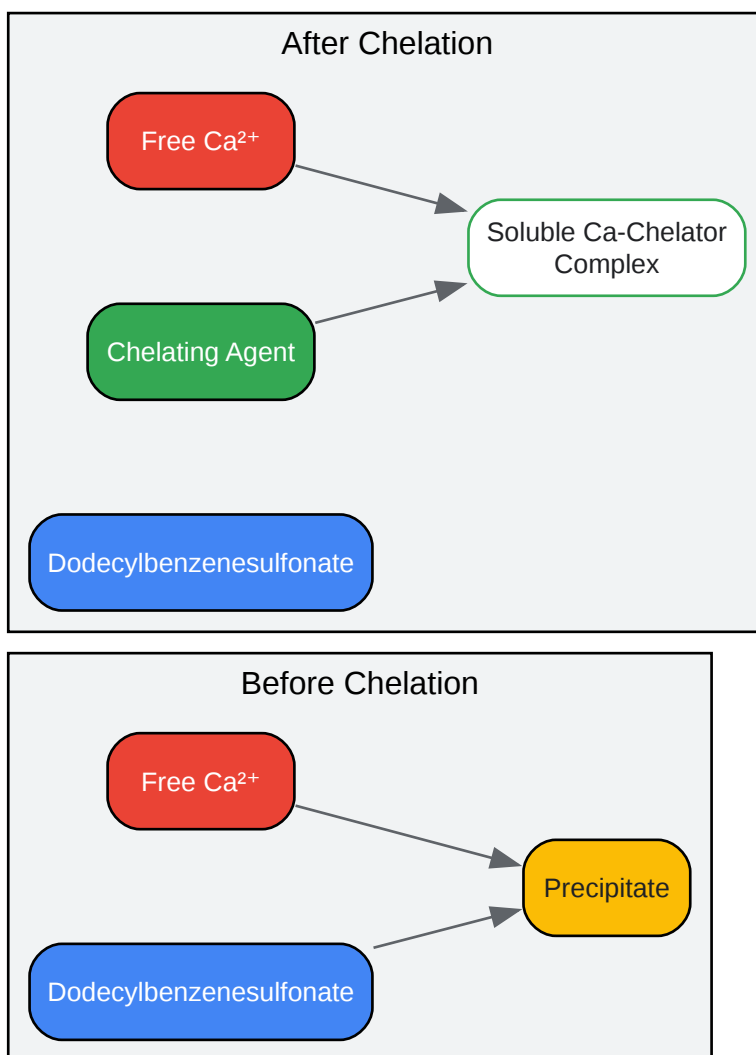 After Chelation
Free Ca²⁺
Soluble Ca-Chelator
Complex
Chelating Agent
Dodecylbenzenesulfonate
Before Chelation
Free Ca²⁺
Precipitate
Dodecylbenzenesulfonate